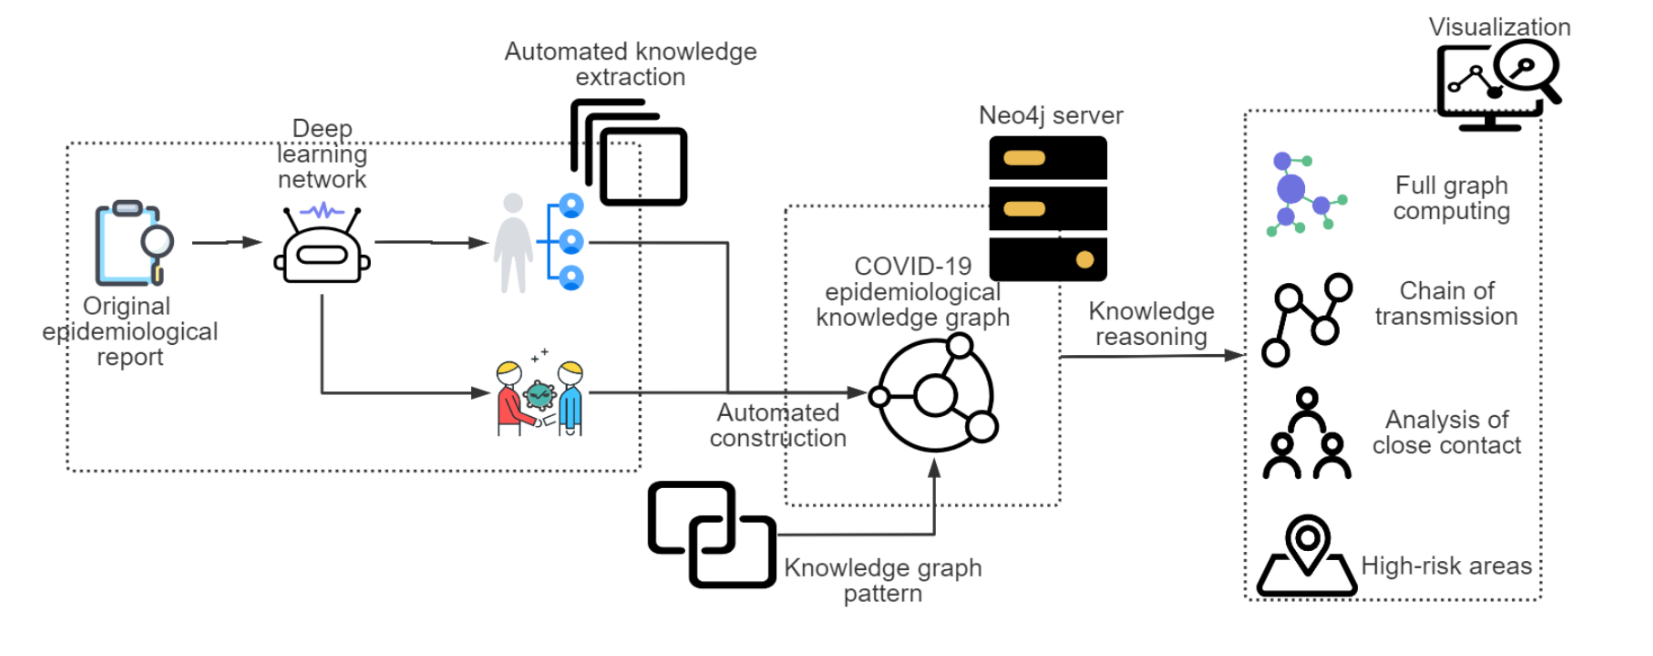 Automated knowledge
extraction
Deep
learning
network
Original
epidemiological
report
Neo4j server
COVID-19
epidemiological
knowledge graph
Automated
construction
Knowledge graph
pattern
Knowledge
reasoning
Visualization
Full graph
computing
Chain of
transmission
Analysis of
close contact
High-risk areas